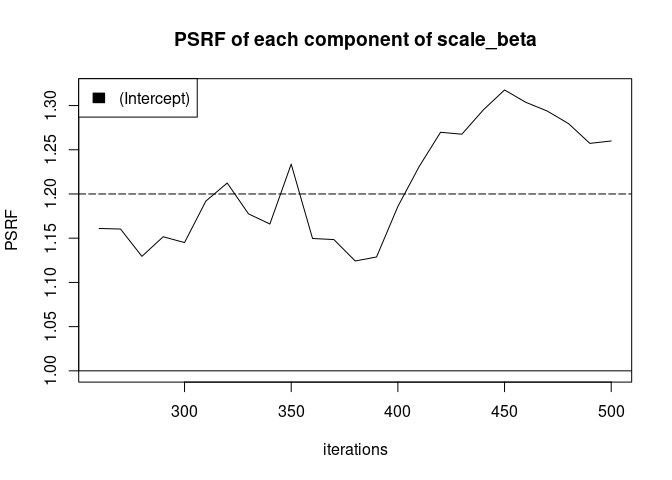 PSRF of each component of scale_beta
(Intercept)
PSRF
1.30
1.25
1.20
1.15
1.10
1.05
1.00
300 350 400 450 500
iterations